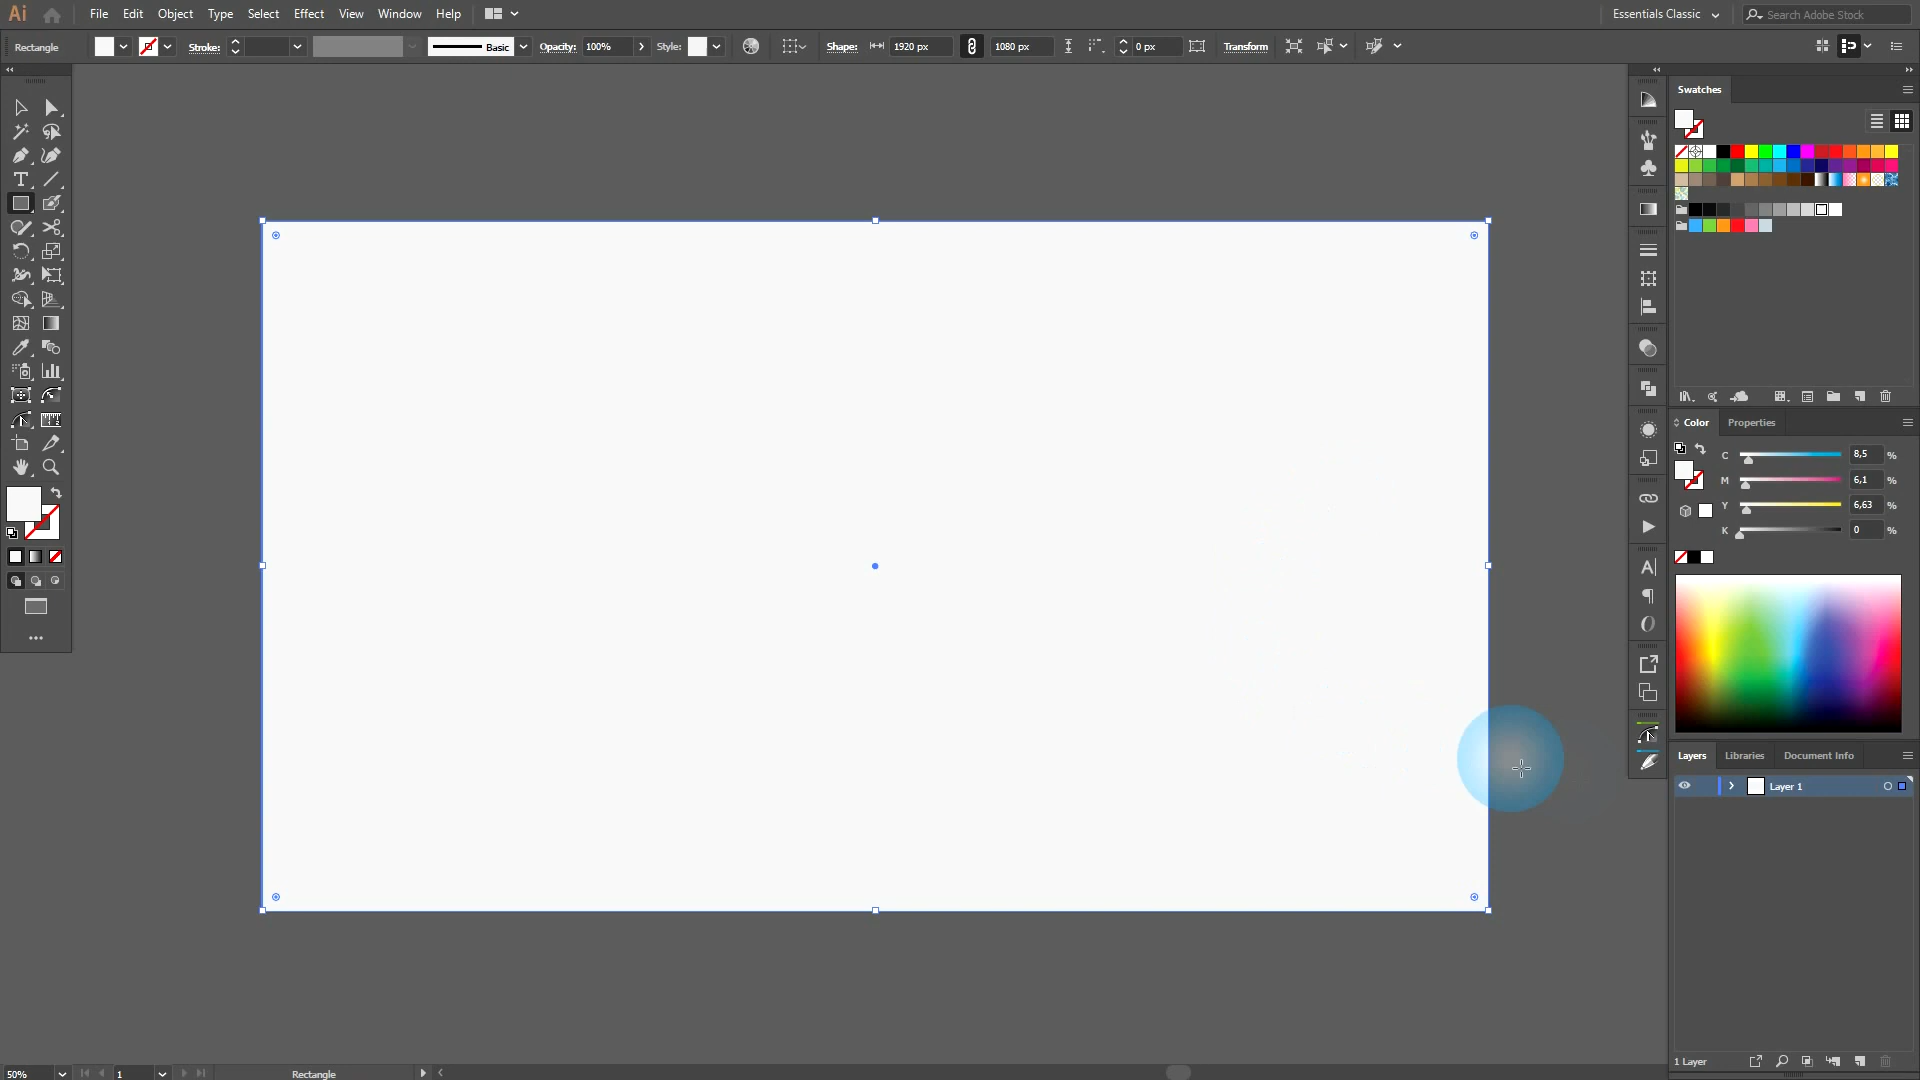 Ai File Edit Object Type Select Effect View Window Help Essentials Classic Search Adobe Stock
Rectangle Stroke: Basic Opacity: 100% Style: Shape: 1920 px 1080 px 0 px Transform
Swatches
Color Properties
C 8,5 %
M 6,1 %
Y 6,63 %
K 0 %
Layers Libraries Document Info
Layer 1
1 Layer
50% 1 Rectangle